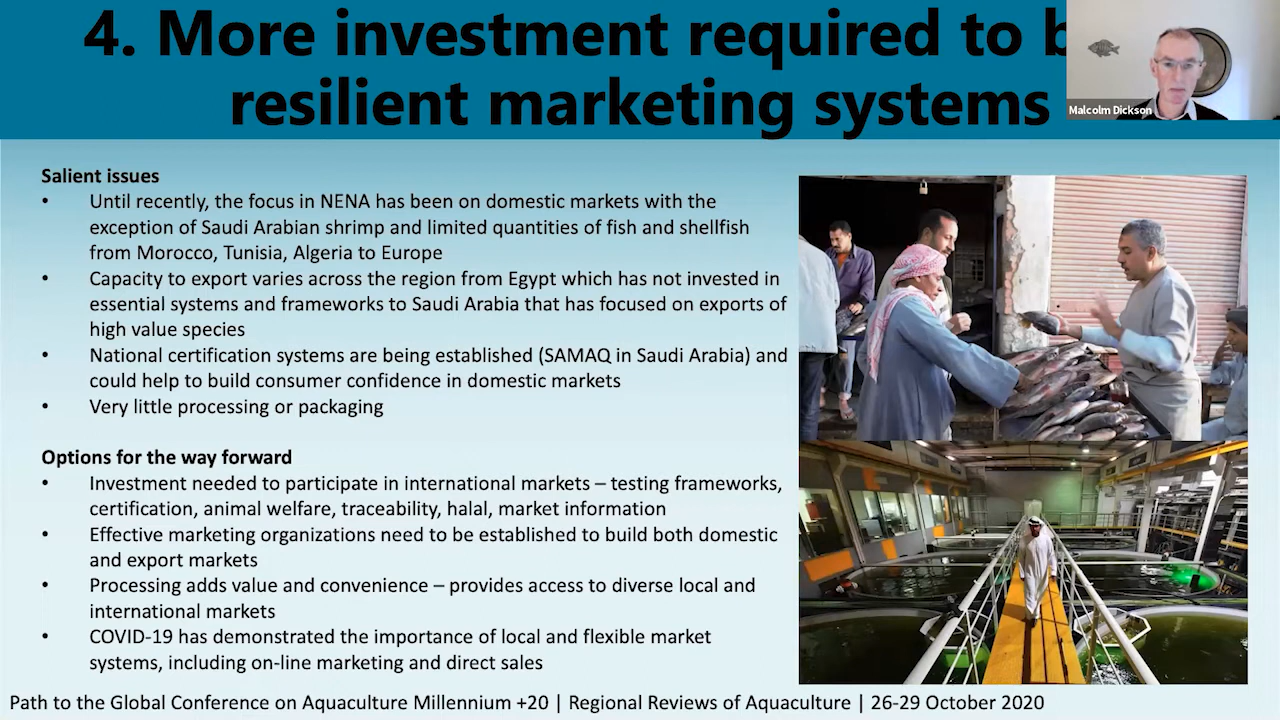 4. More investment required to
resilient marketing systems
Malcolm Dickson
Salient issues
• Until recently, the focus in NENA has been on domestic markets with the
exception of Saudi Arabian shrimp and limited quantities of fish and shellfish
from Morocco, Tunisia, Algeria to Europe
• Capacity to export varies across the region from Egypt which has not invested in
essential systems and frameworks to Saudi Arabia that has focused on exports of
high value species
• National certification systems are being established (SAMAQ in Saudi Arabia) and
could help to build consumer confidence in domestic markets
• Very little processing or packaging
Options for the way forward
• Investment needed to participate in international markets – testing frameworks,
certification, animal welfare, traceability, halal, market information
• Effective marketing organizations need to be established to build both domestic
and export markets
• Processing adds value and convenience – provides access to diverse local and
international markets
• COVID-19 has demonstrated the importance of local and flexible market
systems, including on-line marketing and direct sales
Path to the Global Conference on Aquaculture Millennium +20 | Regional Reviews of Aquaculture | 26-29 October 2020